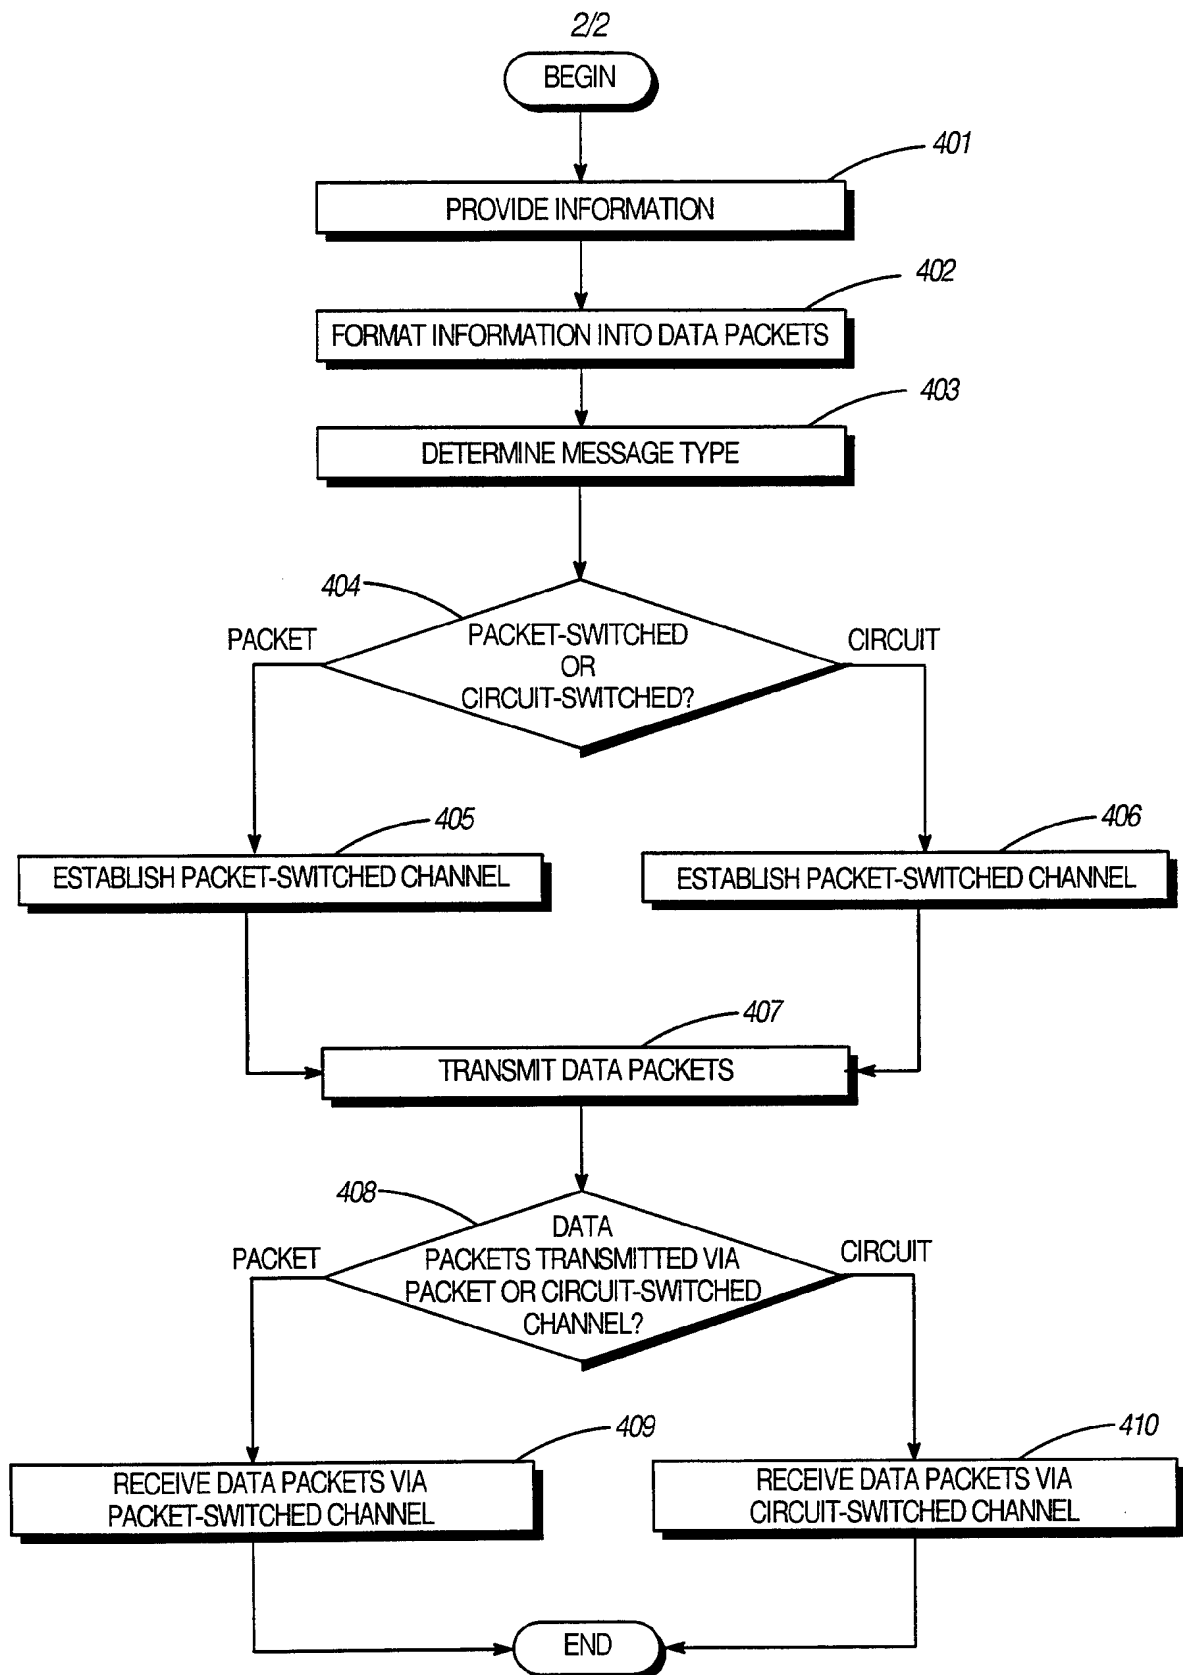 2/2
BEGIN
401
PROVIDE INFORMATION
402
FORMAT INFORMATION INTO DATA PACKETS
403
DETERMINE MESSAGE TYPE
404
PACKET
PACKET-SWITCHED
OR
CIRCUIT-SWITCHED?
CIRCUIT
405
ESTABLISH PACKET-SWITCHED CHANNEL
406
ESTABLISH PACKET-SWITCHED CHANNEL
407
TRANSMIT DATA PACKETS
408
PACKET
DATA
PACKETS TRANSMITTED VIA
PACKET OR CIRCUIT-SWITCHED
CHANNEL?
CIRCUIT
409
RECEIVE DATA PACKETS VIA
PACKET-SWITCHED CHANNEL
410
RECEIVE DATA PACKETS VIA
CIRCUIT-SWITCHED CHANNEL
END